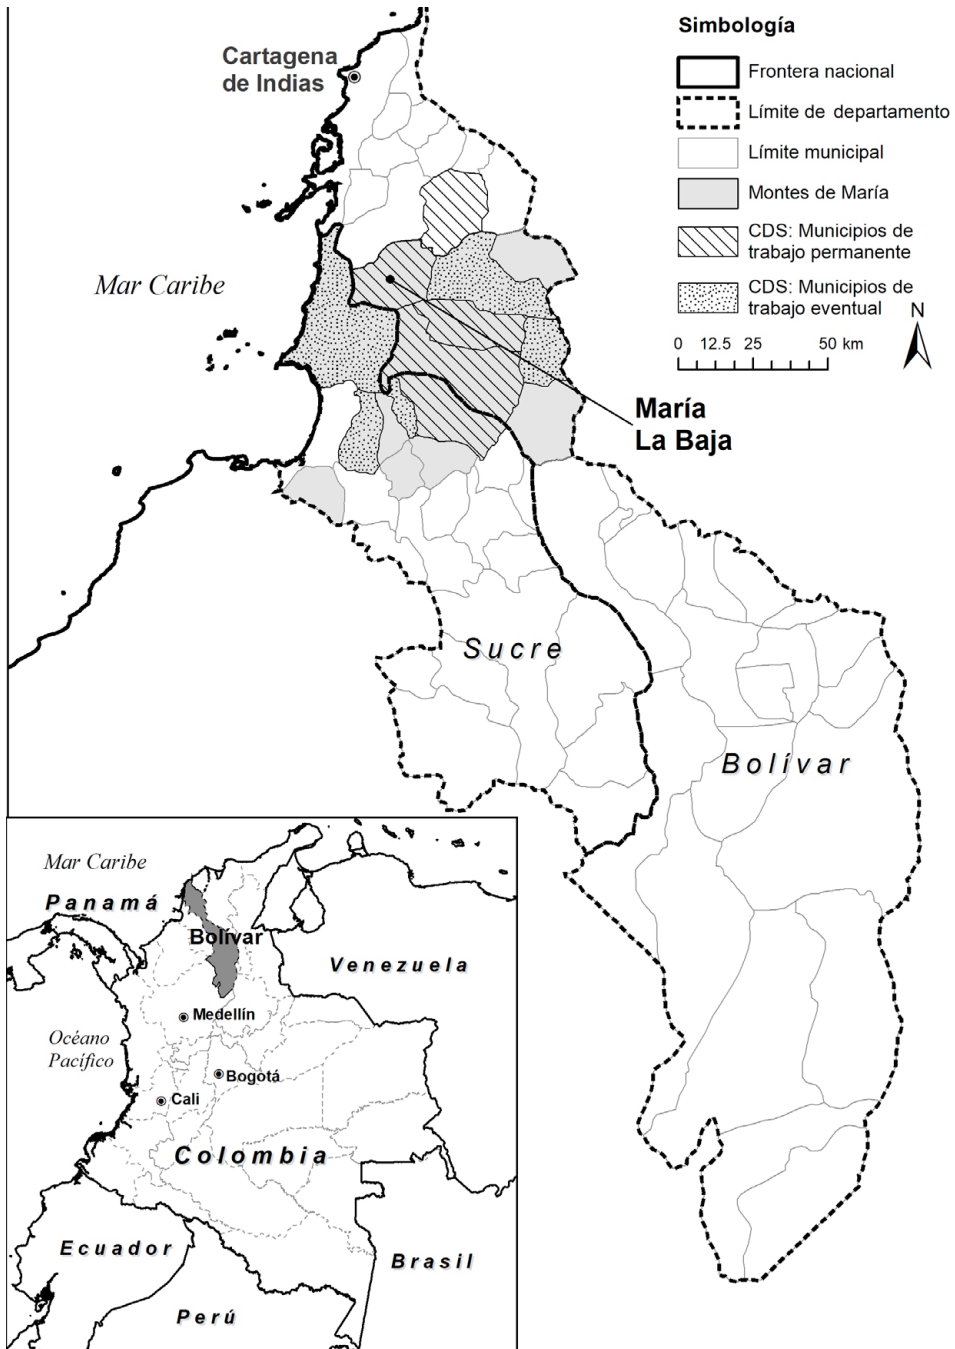 Simbología
Frontera nacional
Límite de departamento
Límite municipal
Montes de María
CDS: Municipios de
trabajo permanente
CDS: Municipios de
trabajo eventual
N
0 12.5 25 50 km
Cartagena
de Indias
Mar Caribe
María
La Baja
Sucre
Bolívar
Mar Caribe
Panamá
Bolívar
Venezuela
Medellín
Océano
Pacífico
Bogotá
Cali
Colombia
Ecuador
Brasil
Perú